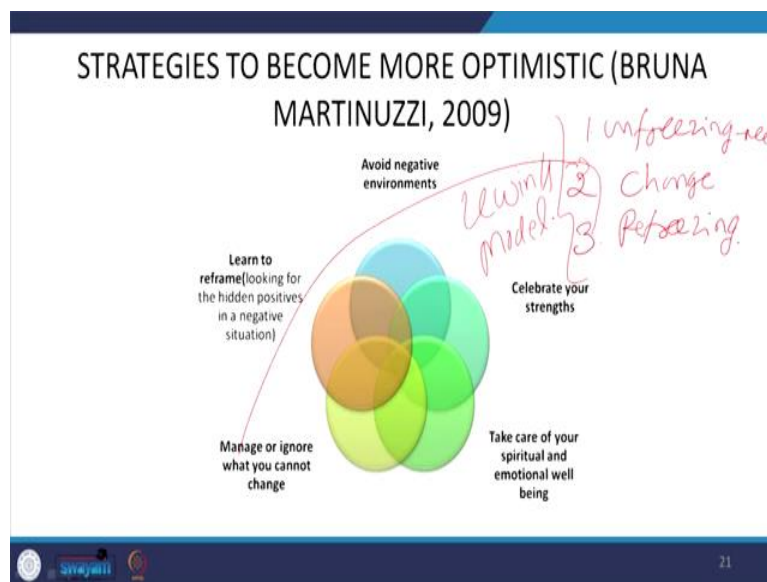 STRATEGIES TO BECOME MORE OPTIMISTIC (BRUNA
MARTINUZZI, 2009)
Avoid negative
environments
1 unfreezing
2 Change
3. Refreezing.
model.
Learn to
reframe(looking for
the hidden positives
in a negative
situation)
Celebrate your
strengths
Manage or ignore
what you cannot
change
Take care of your
spiritual and
emotional well
being
swayam
21